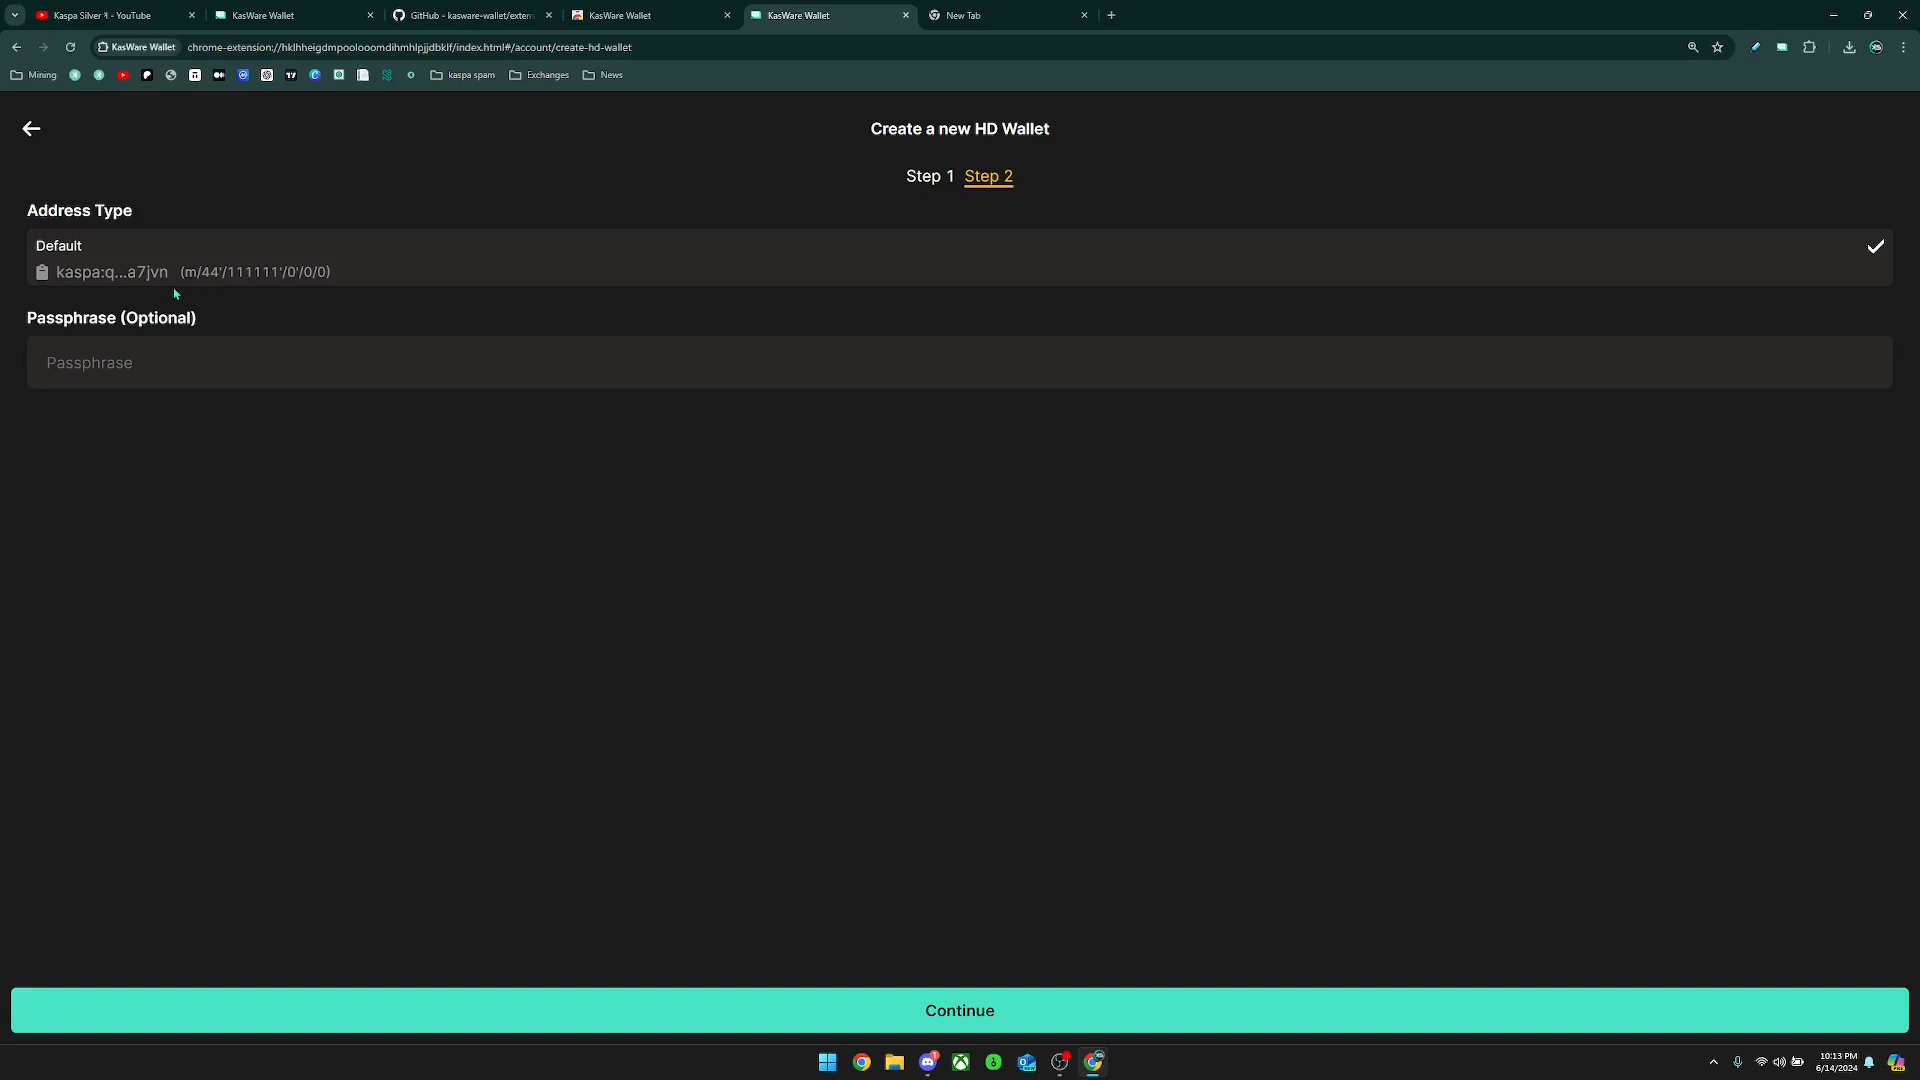 Kaspa Silver 🥈 - YouTube
KasWare Wallet
GitHub - kasware-wallet/extens
KasWare Wallet
KasWare Wallet
New Tab
KasWare Wallet
chrome-extension://hklhheigdmpoolooomdihmhlpjjdbklf/index.html#/account/create-hd-wallet
Mining
kaspa spam
Exchanges
News
Create a new HD Wallet
Step 1 Step 2
Address Type
Default
kaspa:q...a7jvn (m/44'/111111'/0'/0/0)
Passphrase (Optional)
Passphrase
Continue
10:13 PM
6/14/2024